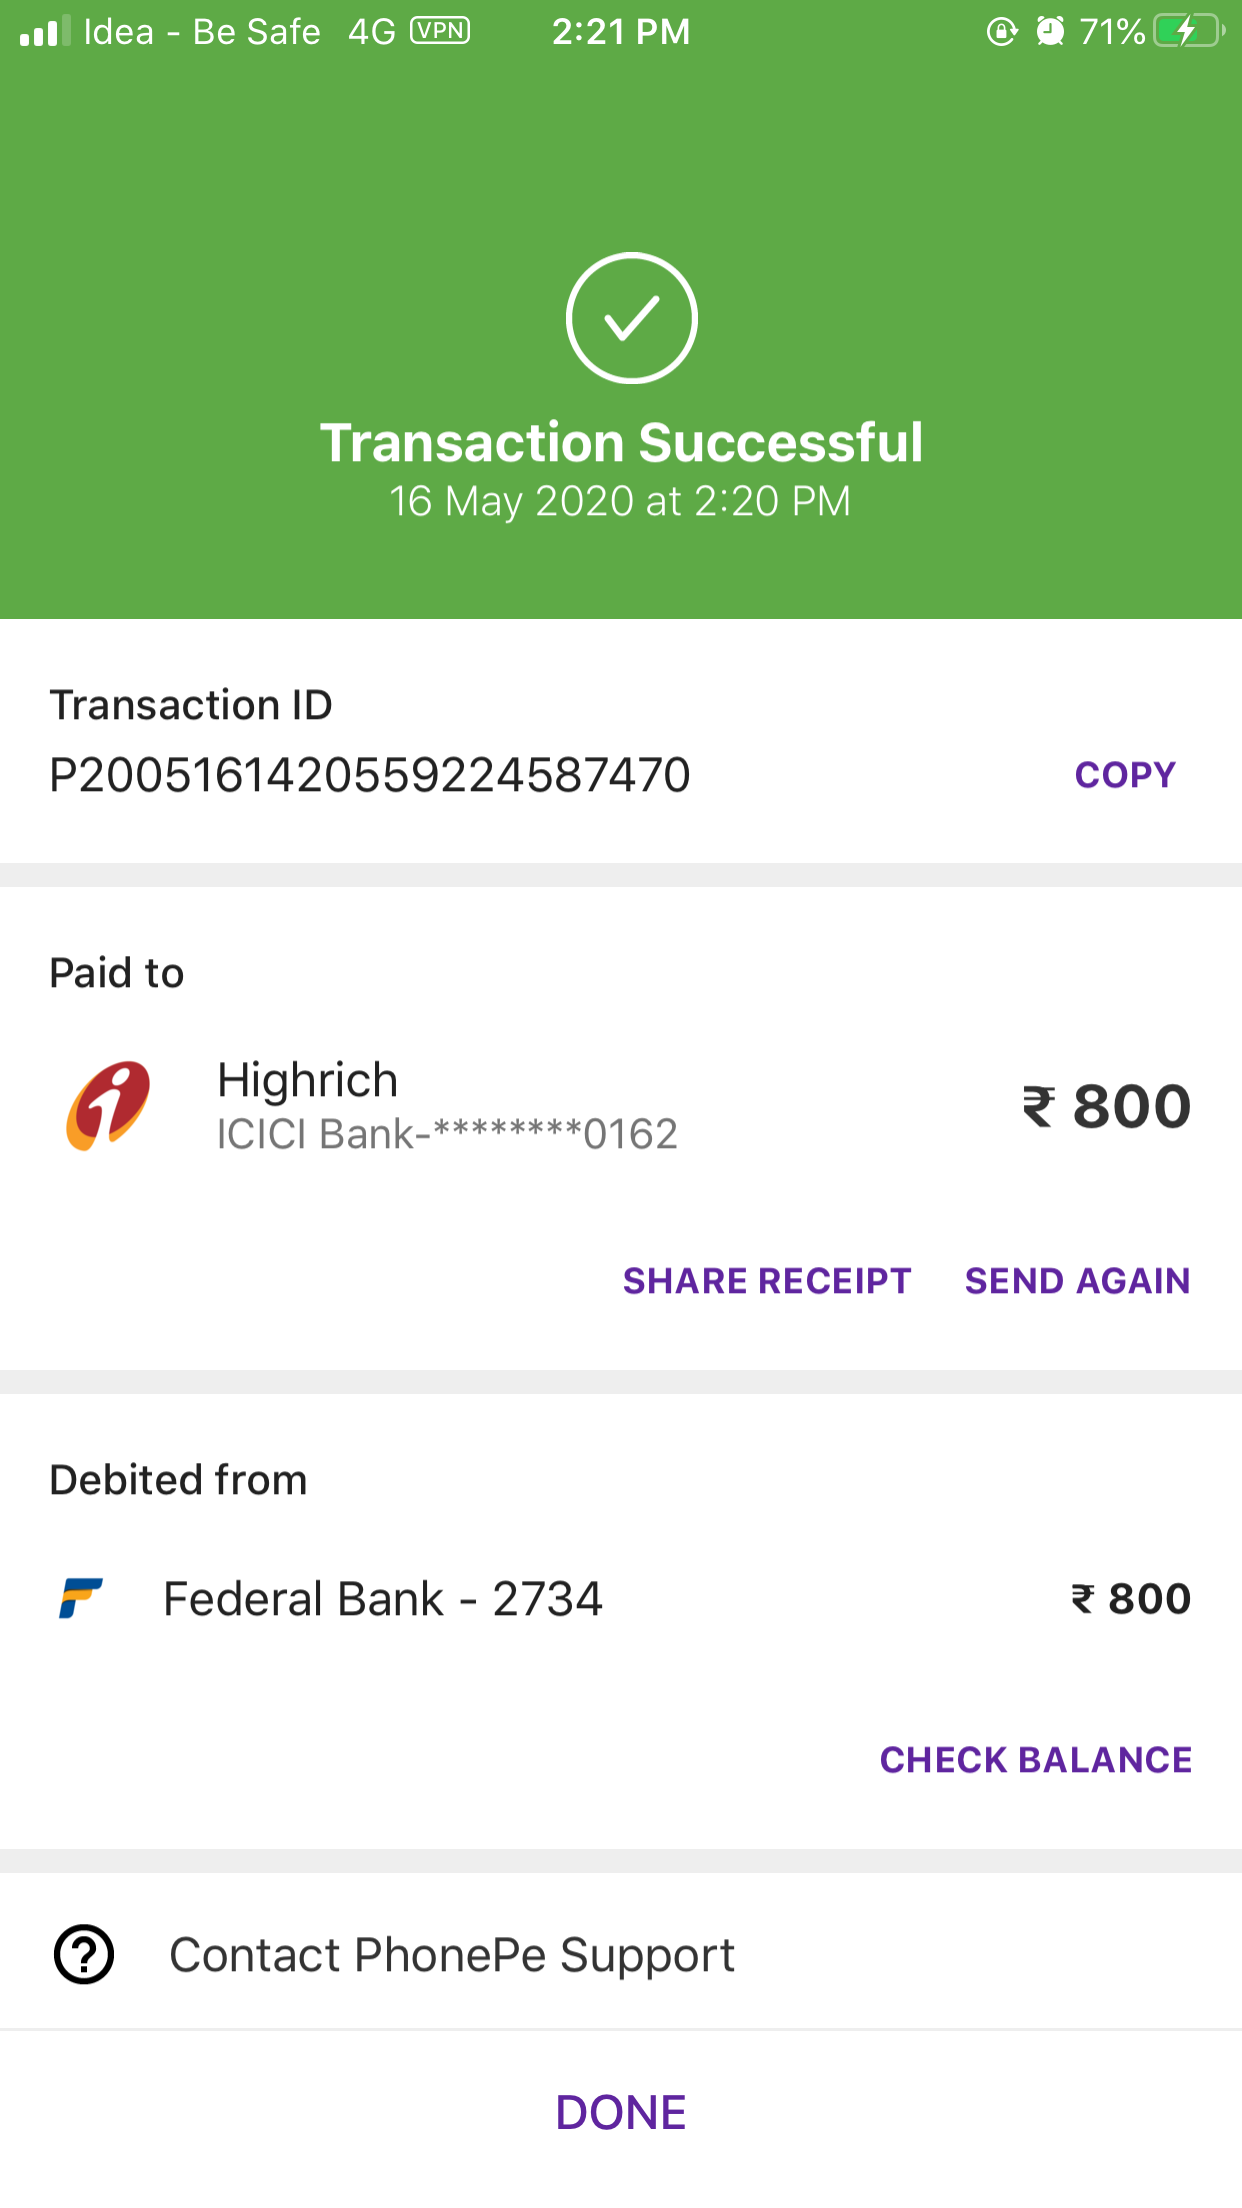 Idea - Be Safe 4G VPN 2:21 PM 71%
Transaction Successful
16 May 2020 at 2:20 PM
Transaction ID
P2005161420559224587470 COPY
Paid to
Highrich
ICICI Bank-********0162
₹ 800
SHARE RECEIPT SEND AGAIN
Debited from
Federal Bank - 2734 ₹ 800
CHECK BALANCE
Contact PhonePe Support
DONE